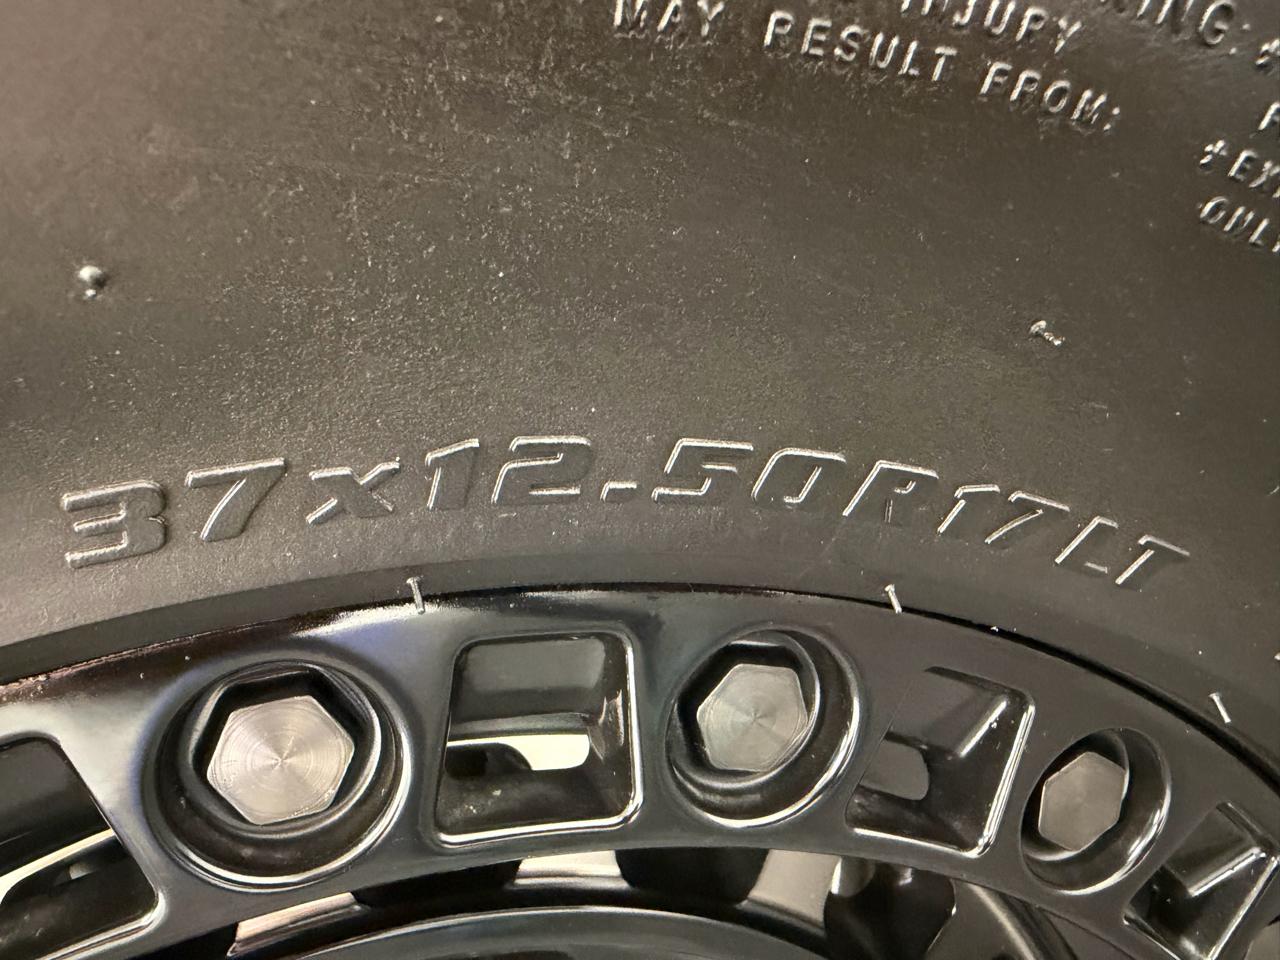 INJURY
MAY RESULT FROM:
37x12.50R17LT